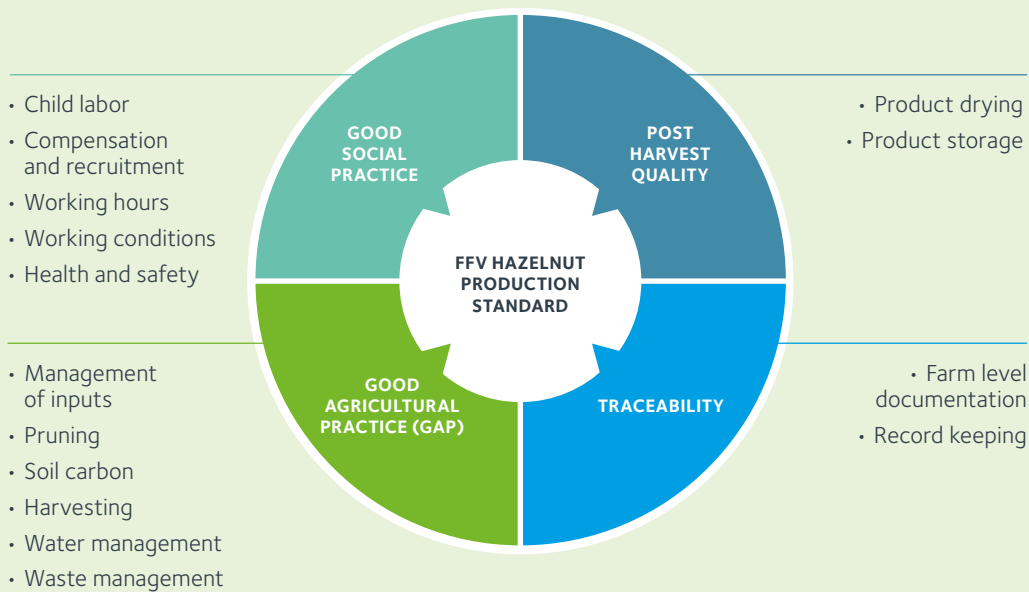 • Child labor
• Compensation
and recruitment
• Working hours
• Working conditions
• Health and safety
GOOD
SOCIAL
PRACTICE
POST
HARVEST
QUALITY
• Product drying
• Product storage
FFV HAZELNUT
PRODUCTION
STANDARD
• Management
of inputs
• Pruning
• Soil carbon
• Harvesting
• Water management
• Waste management
GOOD
AGRICULTURAL
PRACTICE (GAP)
TRACEABILITY
• Farm level
documentation
• Record keeping